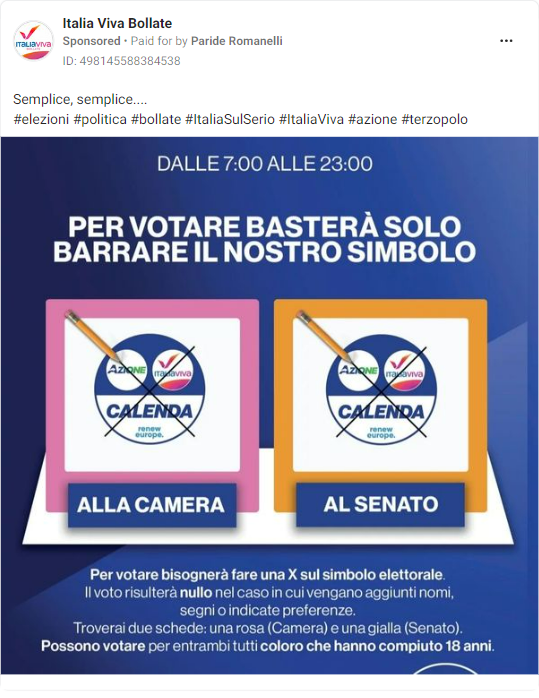 Italia Viva Bollate
Sponsored • Paid for by Paride Romanelli
ID: 498145588384538
Semplice, semplice....
#elezioni #politica #bollate #ItaliaSulSerio #ItaliaViva #azione #terzopolo
DALLE 7:00 ALLE 23:00
PER VOTARE BASTERÀ SOLO
BARRARE IL NOSTRO SIMBOLO
AZIONE ITALIAVIVA
CALENDA
renew
europe.
ALLA CAMERA
AZIONE ITALIAVIVA
CALENDA
renew
europe.
AL SENATO
Per votare bisognerà fare una X sul simbolo elettorale.
Il voto risulterà nullo nel caso in cui vengano aggiunti nomi,
segni o indicate preferenze.
Troverai due schede: una rosa (Camera) e una gialla (Senato).
Possono votare per entrambi tutti coloro che hanno compiuto 18 anni.